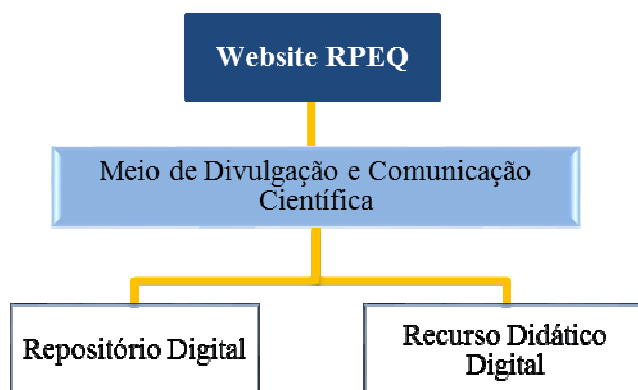 Website RPEQ
Meio de Divulgação e Comunicação
Científica
Repositório Digital
Recurso Didático
Digital